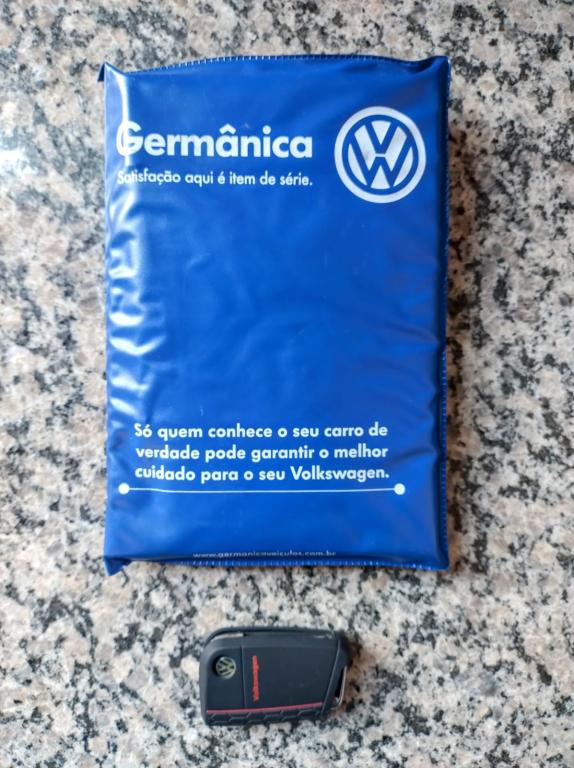 Germânica
Satisfação aqui é item de série.
Só quem conhece o seu carro de
verdade pode garantir o melhor
cuidado para o seu Volkswagen.
www.germanicaveiculos.com.br
Volkswagen